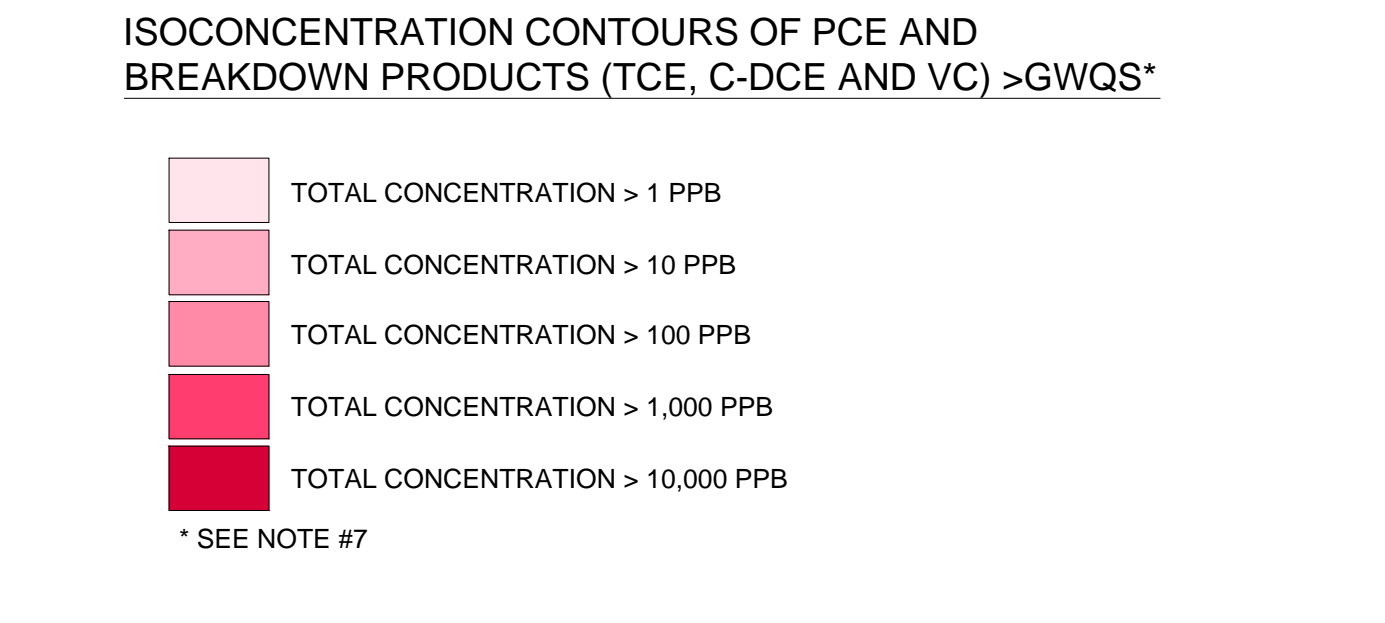 ISOCONCENTRATION CONTOURS OF PCE AND
BREAKDOWN PRODUCTS (TCE, C-DCE AND VC) >GWQS*
TOTAL CONCENTRATION > 1 PPB
TOTAL CONCENTRATION > 10 PPB
TOTAL CONCENTRATION > 100 PPB
TOTAL CONCENTRATION > 1,000 PPB
TOTAL CONCENTRATION > 10,000 PPB
* SEE NOTE #7